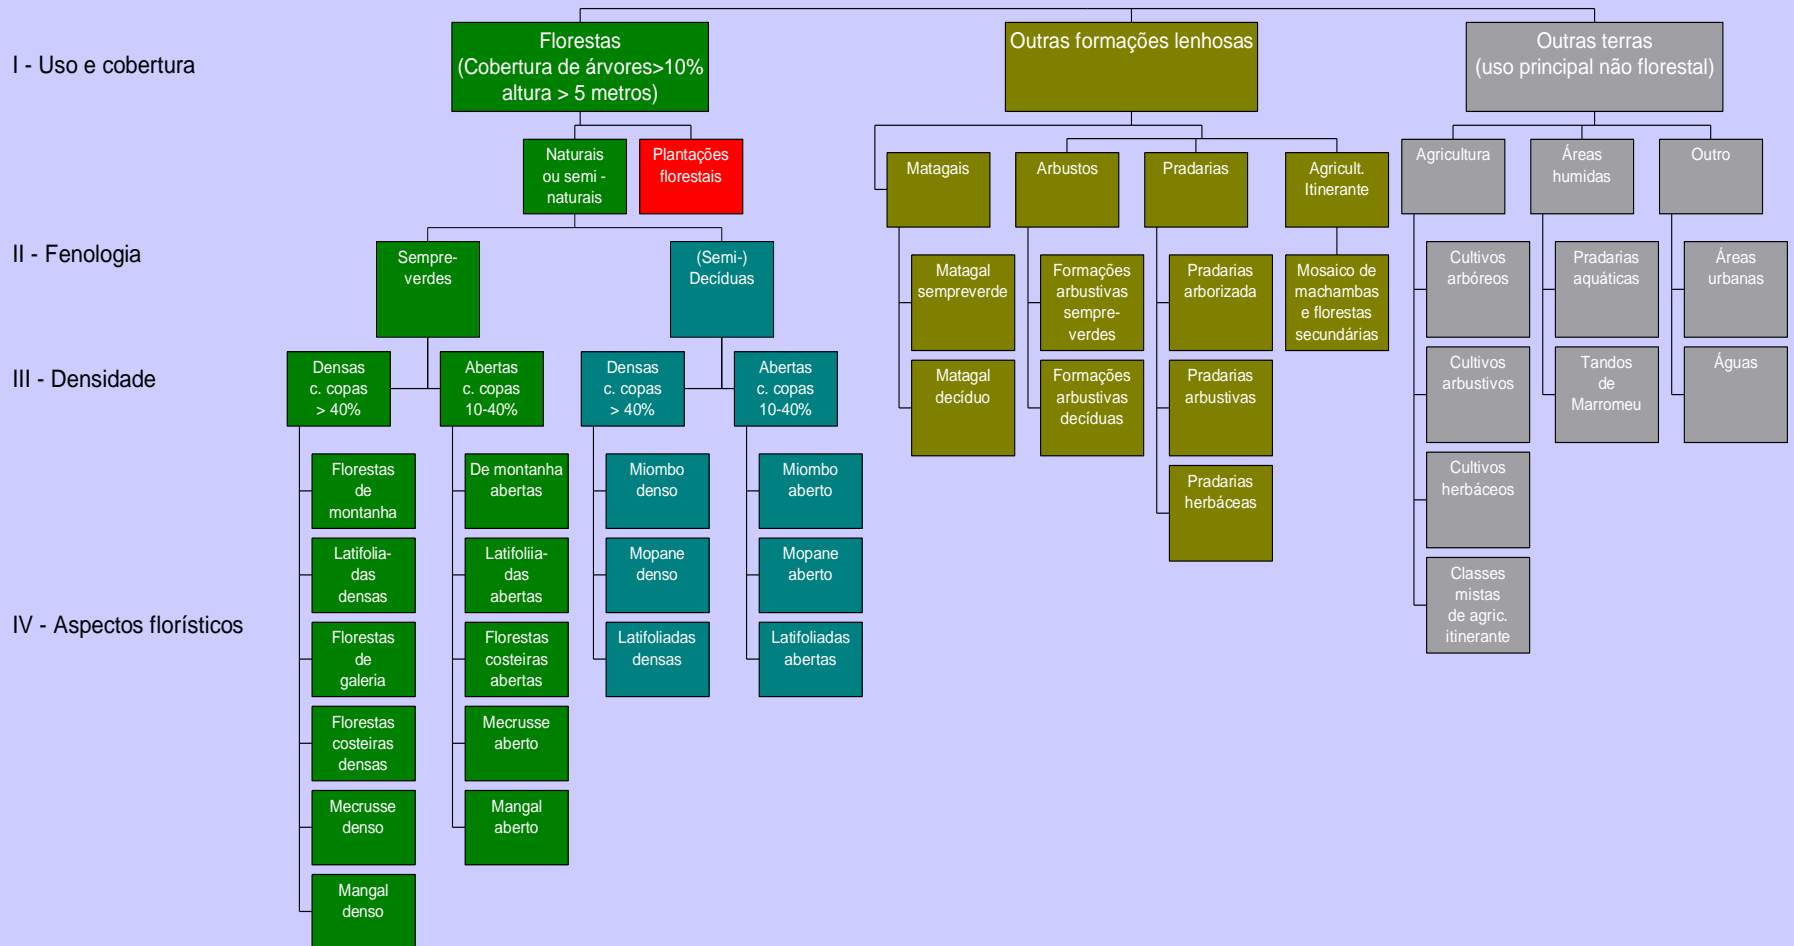 I - Uso e cobertura
Florestas
(Cobertura de árvores>10%
altura > 5 metros)
Outras formações lenhosas
Outras terras
(uso principal não florestal)
Naturais
ou semi -
naturais
Plantações
florestais
Matagais
Arbustos
Pradarias
Agricult.
Itinerante
Agricultura
Áreas
humidas
Outro
II - Fenologia
Sempre-
verdes
(Semi-)
Decíduas
Matagal
sempreverde
Formações
arbustivas
sempre-
verdes
Pradarias
arborizada
Mosaico de
machambas
e florestas
secundárias
Cultivos
arbóreos
Pradarias
aquáticas
Áreas
urbanas
III - Densidade
Densas
c. copas
> 40%
Abertas
c. copas
10-40%
Densas
c. copas
> 40%
Abertas
c. copas
10-40%
Matagal
decíduo
Formações
arbustivas
decíduas
Pradarias
arbustivas
Cultivos
arbustivos
Tandos
de
Marromeu
Águas
Florestas
de
montanha
De montanha
abertas
Miombo
denso
Miombo
aberto
Pradarias
herbáceas
Cultivos
herbáceos
Latifolia-
das
densas
Latifoliia-
das
abertas
Mopane
denso
Mopane
aberto
Classes
mistas
de agric.
itinerante
IV - Aspectos florísticos
Florestas
de
galeria
Florestas
costeiras
abertas
Latifoliadas
densas
Latifoliadas
abertas
Florestas
costeiras
densas
Mecrusse
aberto
Mecrusse
denso
Mangal
aberto
Mangal
denso